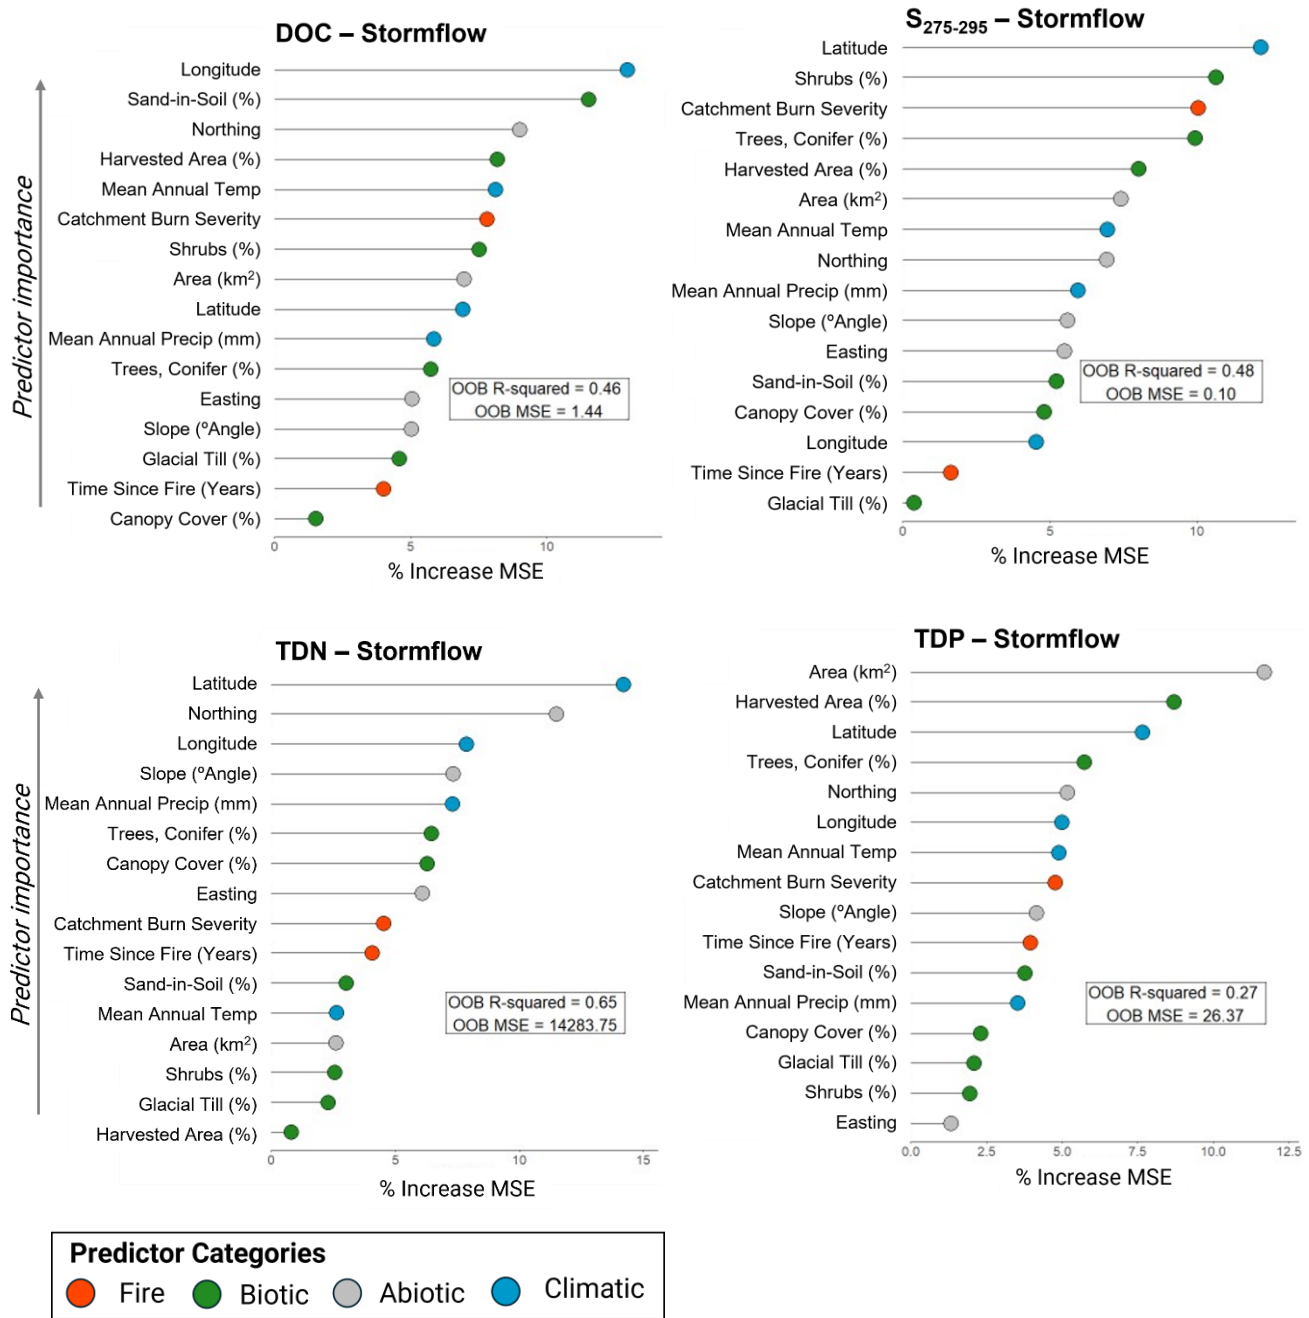 DOC – Stormflow
Predictor importance
Longitude
Sand-in-Soil (%)
Northing
Harvested Area (%)
Mean Annual Temp
Catchment Burn Severity
Shrubs (%)
Area (km²)
Latitude
Mean Annual Precip (mm)
Trees, Conifer (%)
Easting
Slope (ºAngle)
Glacial Till (%)
Time Since Fire (Years)
Canopy Cover (%)
OOB R-squared = 0.46
OOB MSE = 1.44
0 5 10
% Increase MSE
S275-295 – Stormflow
Latitude
Shrubs (%)
Catchment Burn Severity
Trees, Conifer (%)
Harvested Area (%)
Area (km²)
Mean Annual Temp
Northing
Mean Annual Precip (mm)
Slope (ºAngle)
Easting
Sand-in-Soil (%)
Canopy Cover (%)
Longitude
Time Since Fire (Years)
Glacial Till (%)
OOB R-squared = 0.48
OOB MSE = 0.10
0 5 10
% Increase MSE
TDN – Stormflow
Predictor importance
Latitude
Northing
Longitude
Slope (ºAngle)
Mean Annual Precip (mm)
Trees, Conifer (%)
Canopy Cover (%)
Easting
Catchment Burn Severity
Time Since Fire (Years)
Sand-in-Soil (%)
Mean Annual Temp
Area (km²)
Shrubs (%)
Glacial Till (%)
Harvested Area (%)
OOB R-squared = 0.65
OOB MSE = 14283.75
0 5 10 15
% Increase MSE
TDP – Stormflow
Area (km²)
Harvested Area (%)
Latitude
Trees, Conifer (%)
Northing
Longitude
Mean Annual Temp
Catchment Burn Severity
Slope (ºAngle)
Time Since Fire (Years)
Sand-in-Soil (%)
Mean Annual Precip (mm)
Canopy Cover (%)
Glacial Till (%)
Shrubs (%)
Easting
OOB R-squared = 0.27
OOB MSE = 26.37
0.0 2.5 5.0 7.5 10.0 12.5
% Increase MSE
Predictor Categories
Fire Biotic Abiotic Climatic